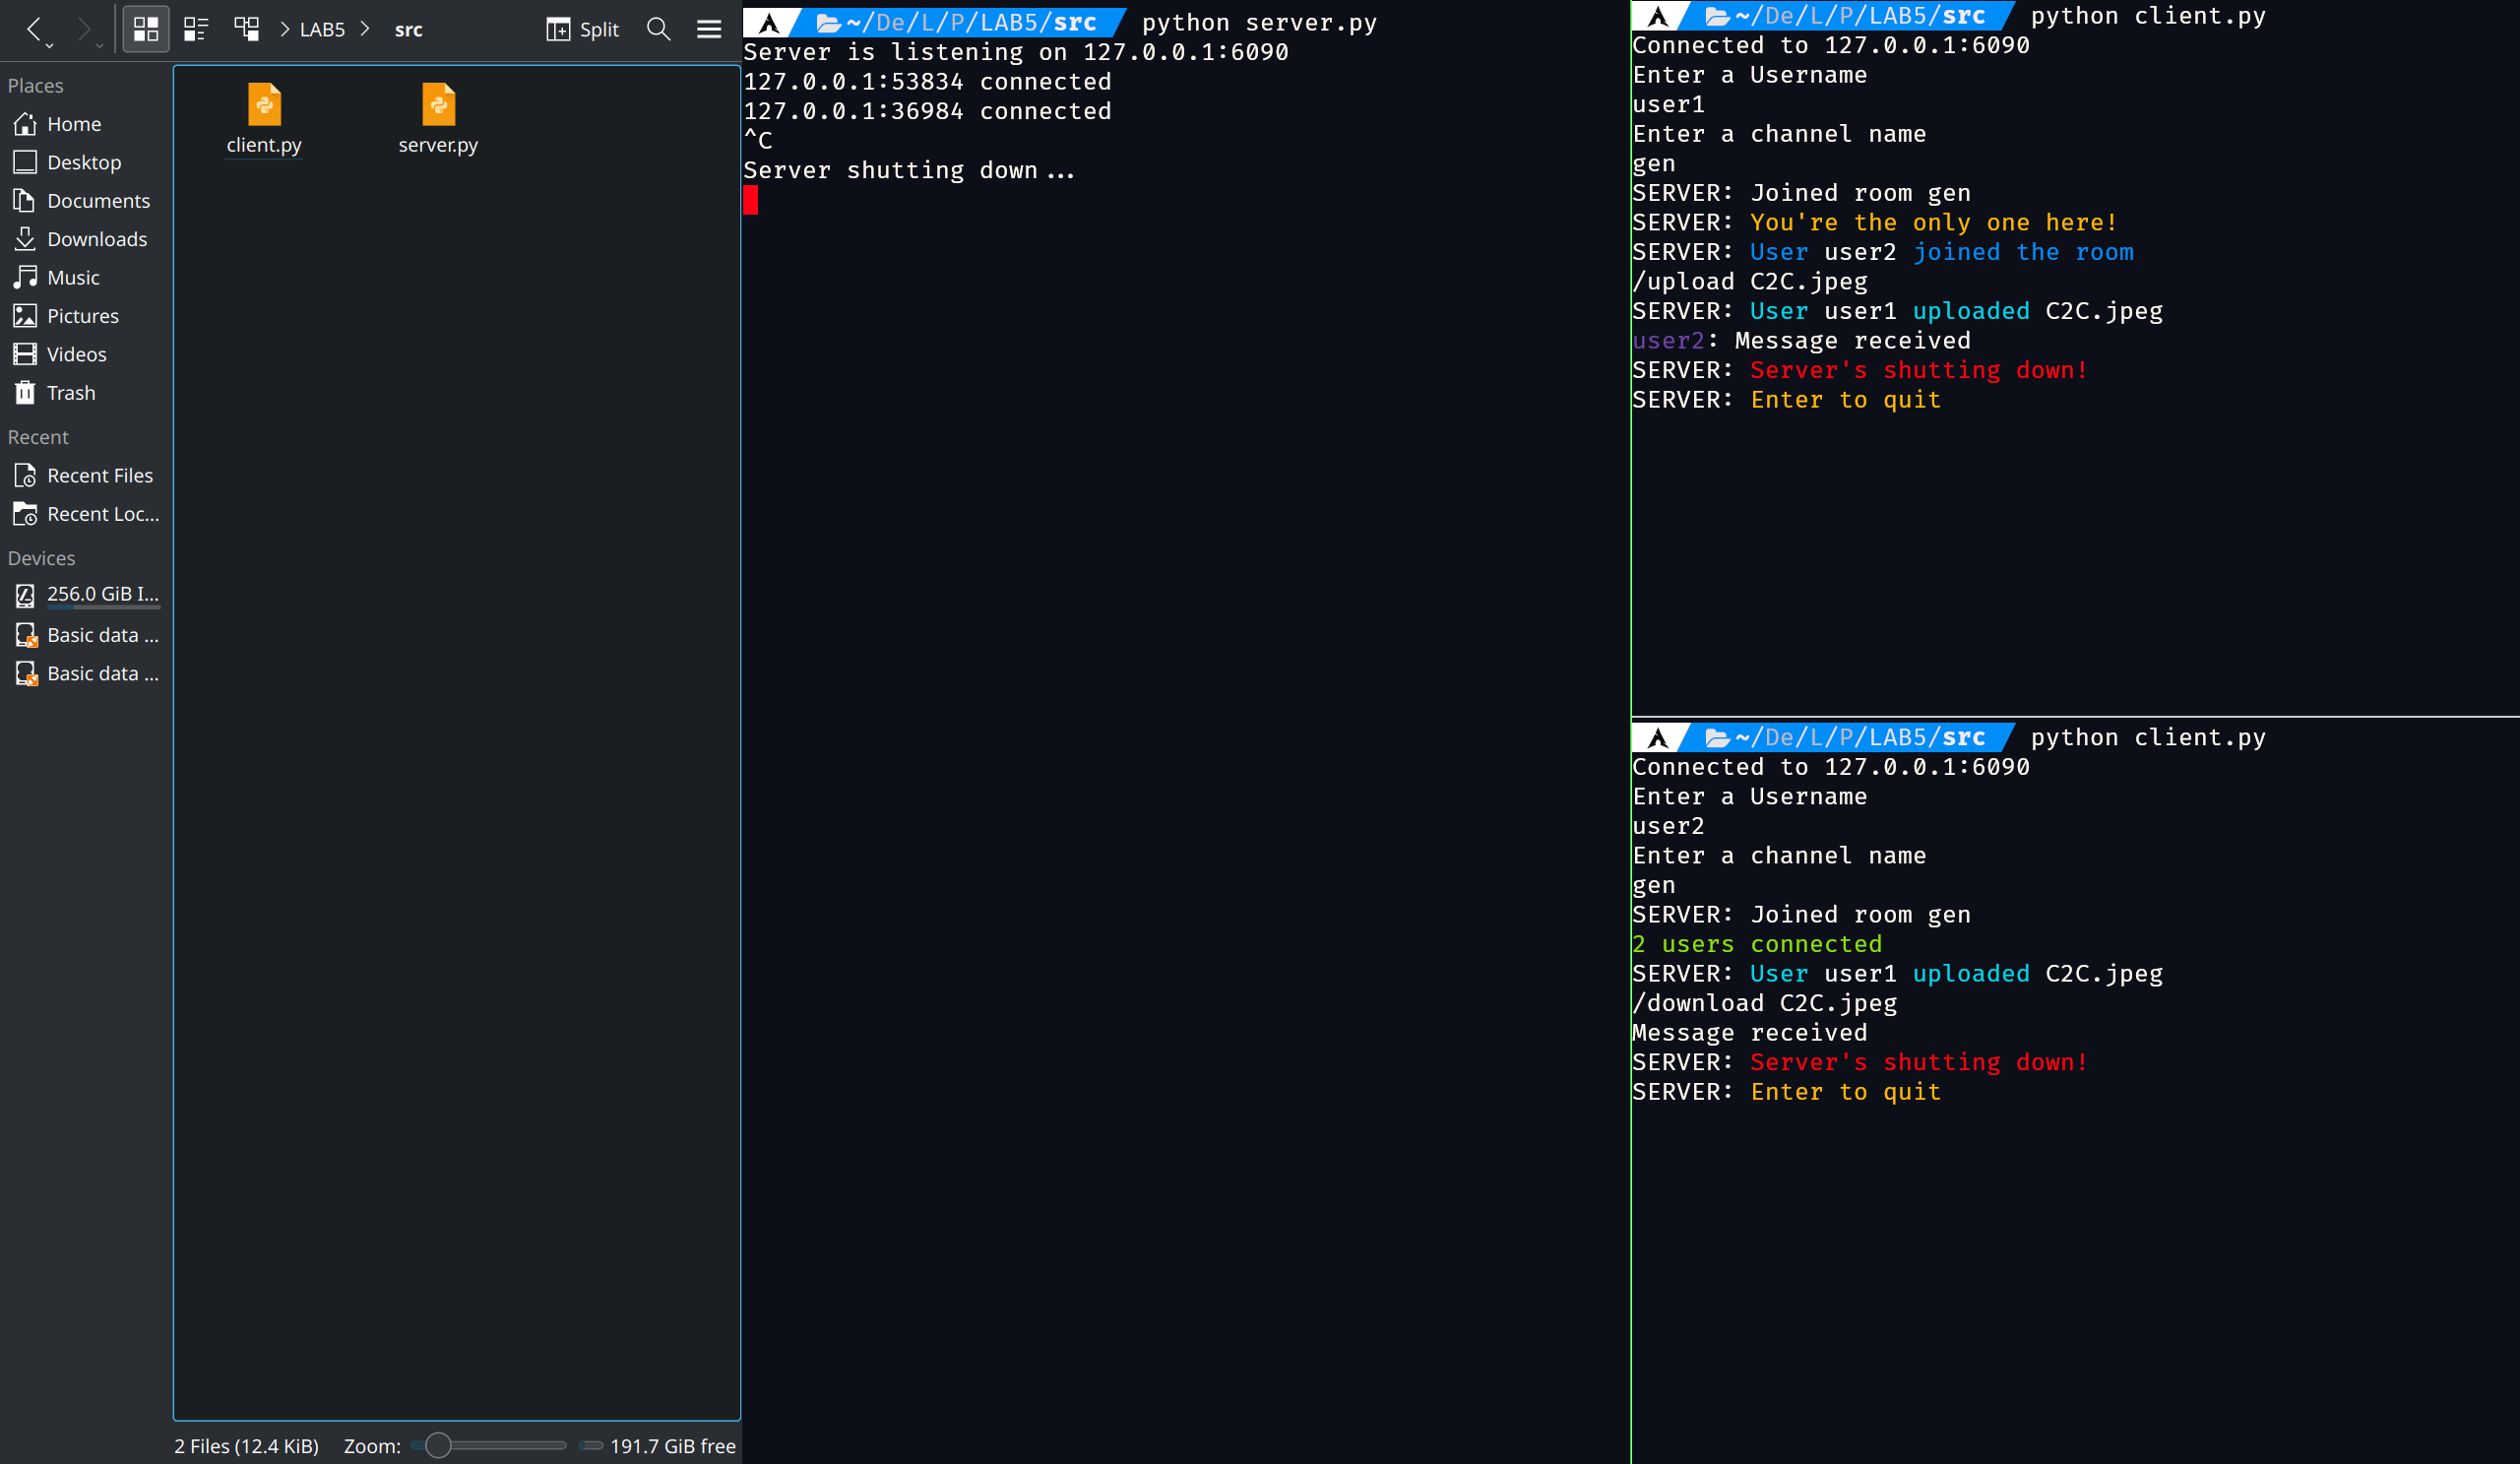 LAB5
src
Split
Places
Home
Desktop
Documents
Downloads
Music
Pictures
Videos
Trash
Recent
Recent Files
Recent Loc...
Devices
256.0 GiB I...
Basic data ...
Basic data ...
client.py
server.py
2 Files (12.4 KiB)
Zoom:
191.7 GiB free
~/De/L/P/LAB5/src python server.py
Server is listening on 127.0.0.1:6090
127.0.0.1:53834 connected
127.0.0.1:36984 connected
^C
Server shutting down...
~/De/L/P/LAB5/src python client.py
Connected to 127.0.0.1:6090
Enter a Username
user1
Enter a channel name
gen
SERVER: Joined room gen
SERVER: You're the only one here!
SERVER: User user2 joined the room
/upload C2C.jpeg
SERVER: User user1 uploaded C2C.jpeg
user2: Message received
SERVER: Server's shutting down!
SERVER: Enter to quit
~/De/L/P/LAB5/src python client.py
Connected to 127.0.0.1:6090
Enter a Username
user2
Enter a channel name
gen
SERVER: Joined room gen
2 users connected
SERVER: User user1 uploaded C2C.jpeg
/download C2C.jpeg
Message received
SERVER: Server's shutting down!
SERVER: Enter to quit